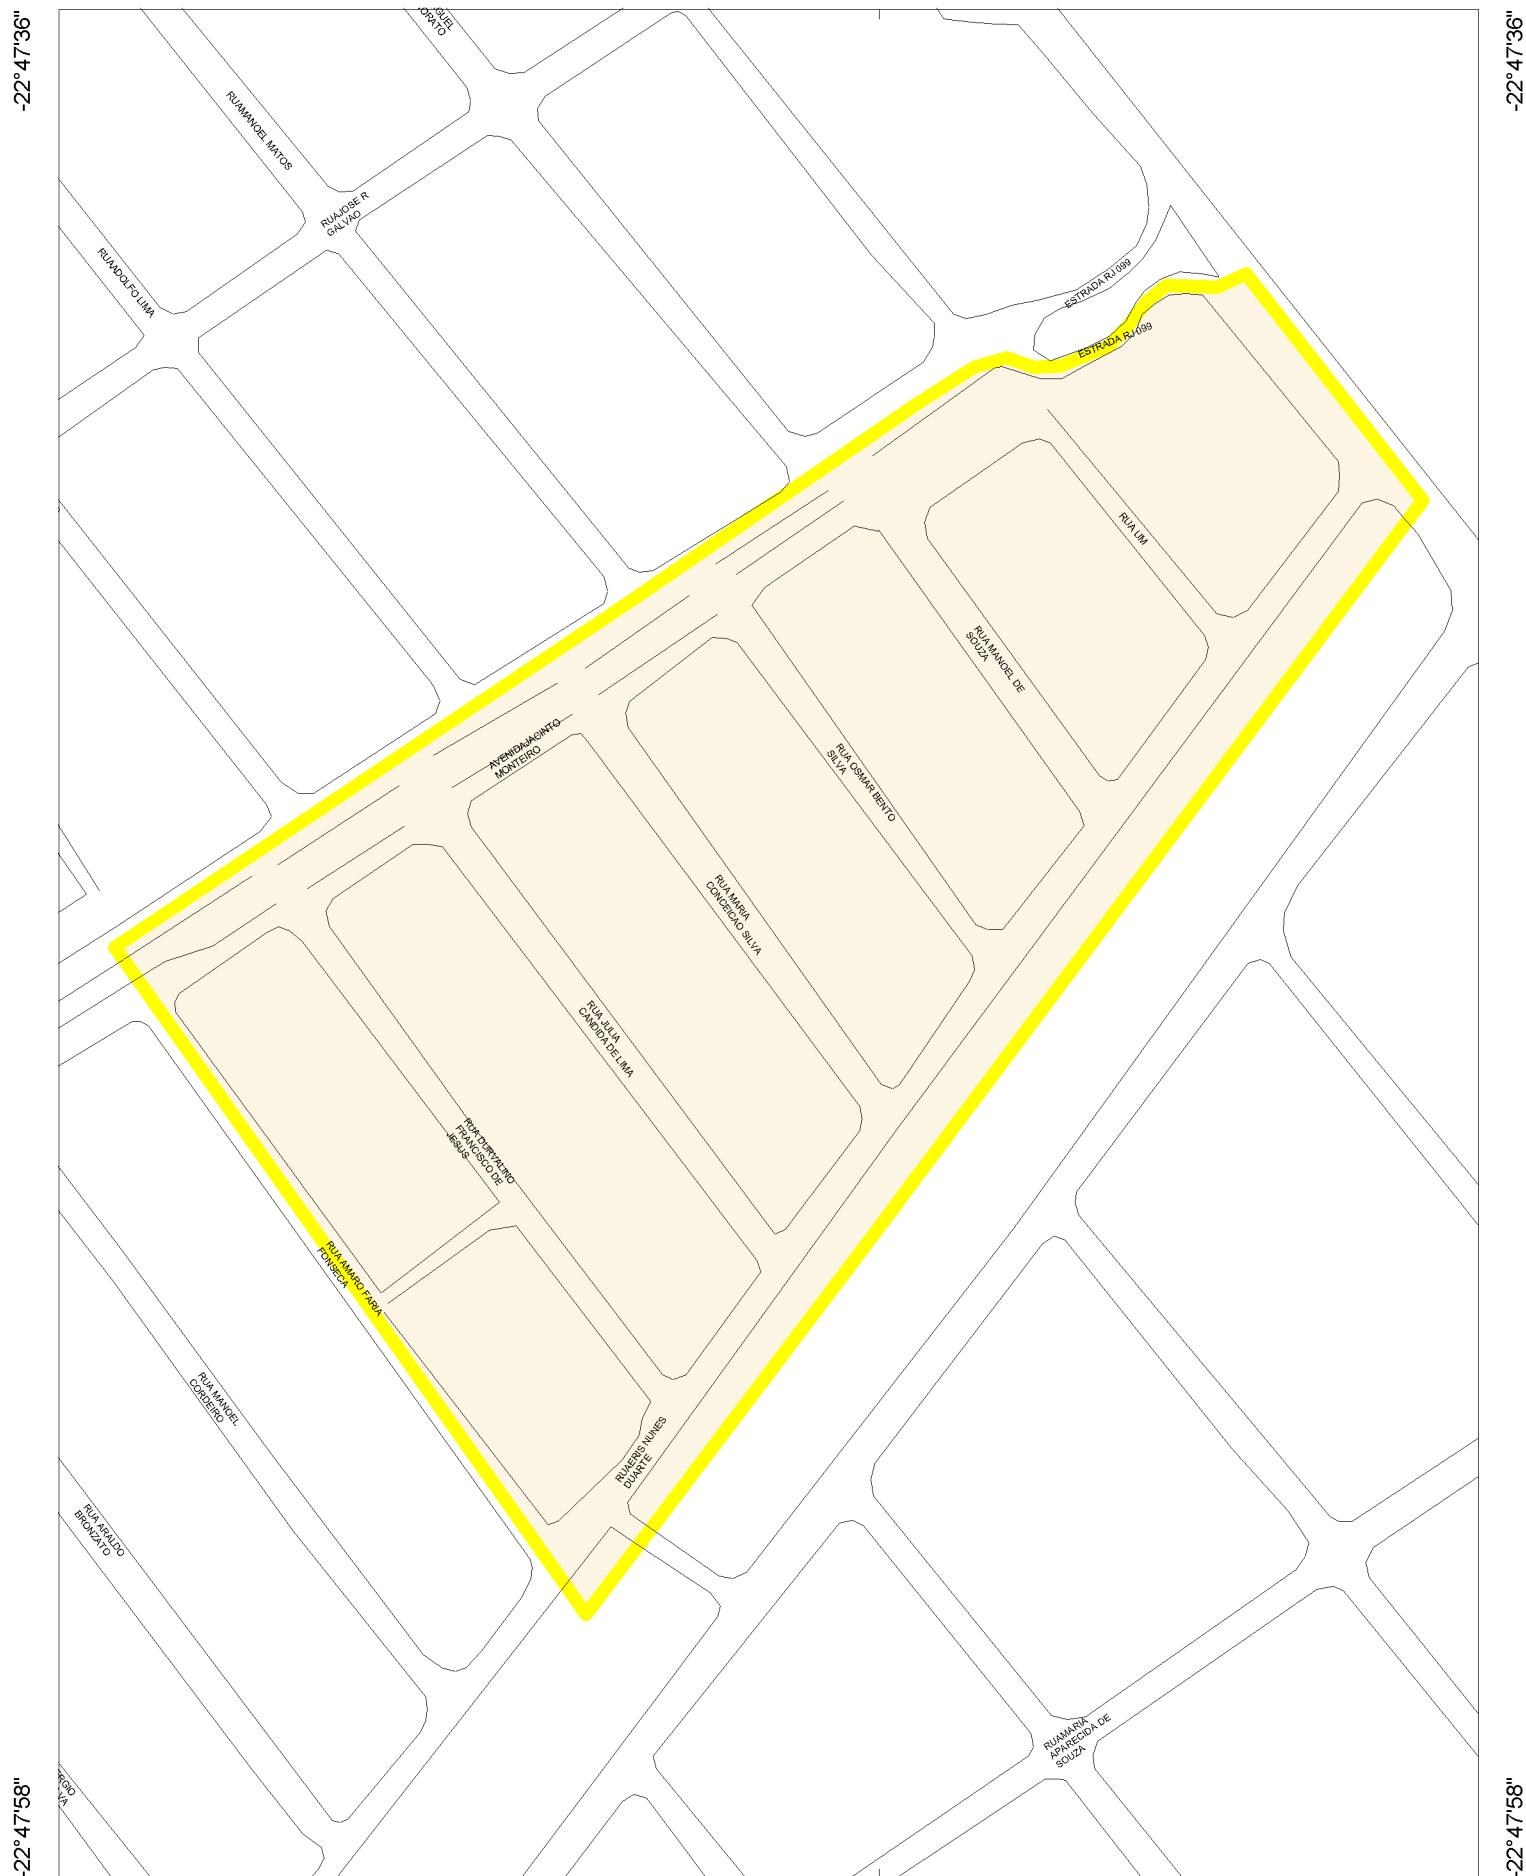 -22°47'36"
-22°47'36"
RUAMANOEL MATOS
RUAJOSE R
GALVAO
RUAADOLFO LIMA
ESTRADA RJ 099
ESTRADA RJ 099
RUA UM
RUA MANOEL DE
SOUZA
AVENIDAJACINTO
MONTEIRO
RUA OSMAR BENTO
SILVA
RUA MARIA
CONCEICAO SILVA
RUA JULIA
CANDIDA DE LIMA
RUA DURVALINO
FRANCISCO DE
JESUS
RUA AMARO FARIA
FONSECA
RUA MANOEL
CORDEIRO
RUAERIS NUNES
DUARTE
RUA ARALDO
BRONZATO
RUAMARIA
APARECIDA DE
SOUZA
-22°47'58"
-22°47'58"